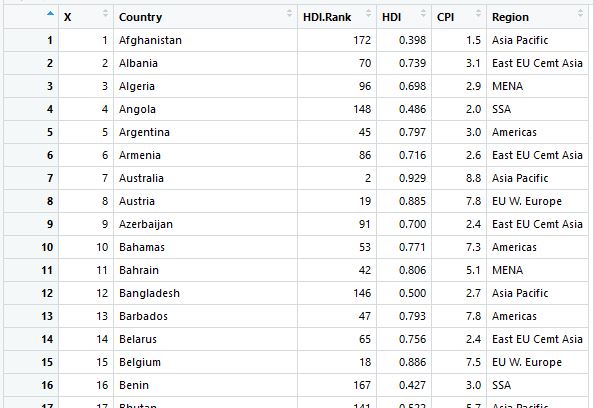 X Country HDI.Rank HDI CPI Region
1 1 Afghanistan 172 0.398 1.5 Asia Pacific
2 2 Albania 70 0.739 3.1 East EU Cemt Asia
3 3 Algeria 96 0.698 2.9 MENA
4 4 Angola 148 0.486 2.0 SSA
5 5 Argentina 45 0.797 3.0 Americas
6 6 Armenia 86 0.716 2.6 East EU Cemt Asia
7 7 Australia 2 0.929 8.8 Asia Pacific
8 8 Austria 19 0.885 7.8 EU W. Europe
9 9 Azerbaijan 91 0.700 2.4 East EU Cemt Asia
10 10 Bahamas 53 0.771 7.3 Americas
11 11 Bahrain 42 0.806 5.1 MENA
12 12 Bangladesh 146 0.500 2.7 Asia Pacific
13 13 Barbados 47 0.793 7.8 Americas
14 14 Belarus 65 0.756 2.4 East EU Cemt Asia
15 15 Belgium 18 0.886 7.5 EU W. Europe
16 16 Benin 167 0.427 3.0 SSA
17 17 Bhutan 141 0.522 5.7 Asia Pacific